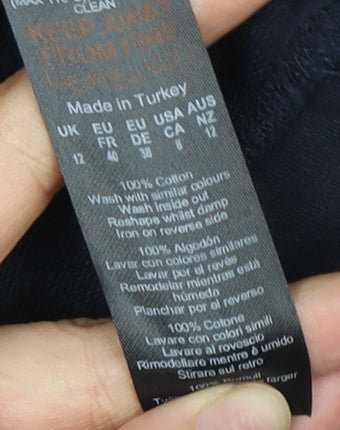 CLEAN
KEEP AWAY
FROM FIRE
Made in Turkey
UK EU EU USA AUS
FR DE CA NZ
12 40 38 8 12
100% Cotton
Wash with similar colours
Wash inside out
Reshape whilst damp
Iron on reverse side
100% Algodón
Lavar con colores similares
Lavar por el revés
Remodelar mientras está
húmeda
Planchar por el reverso
100% Cotone
Lavare con colori simili
Lavare al rovescio
Rimodellare mentre è umido
Stirare sul retro